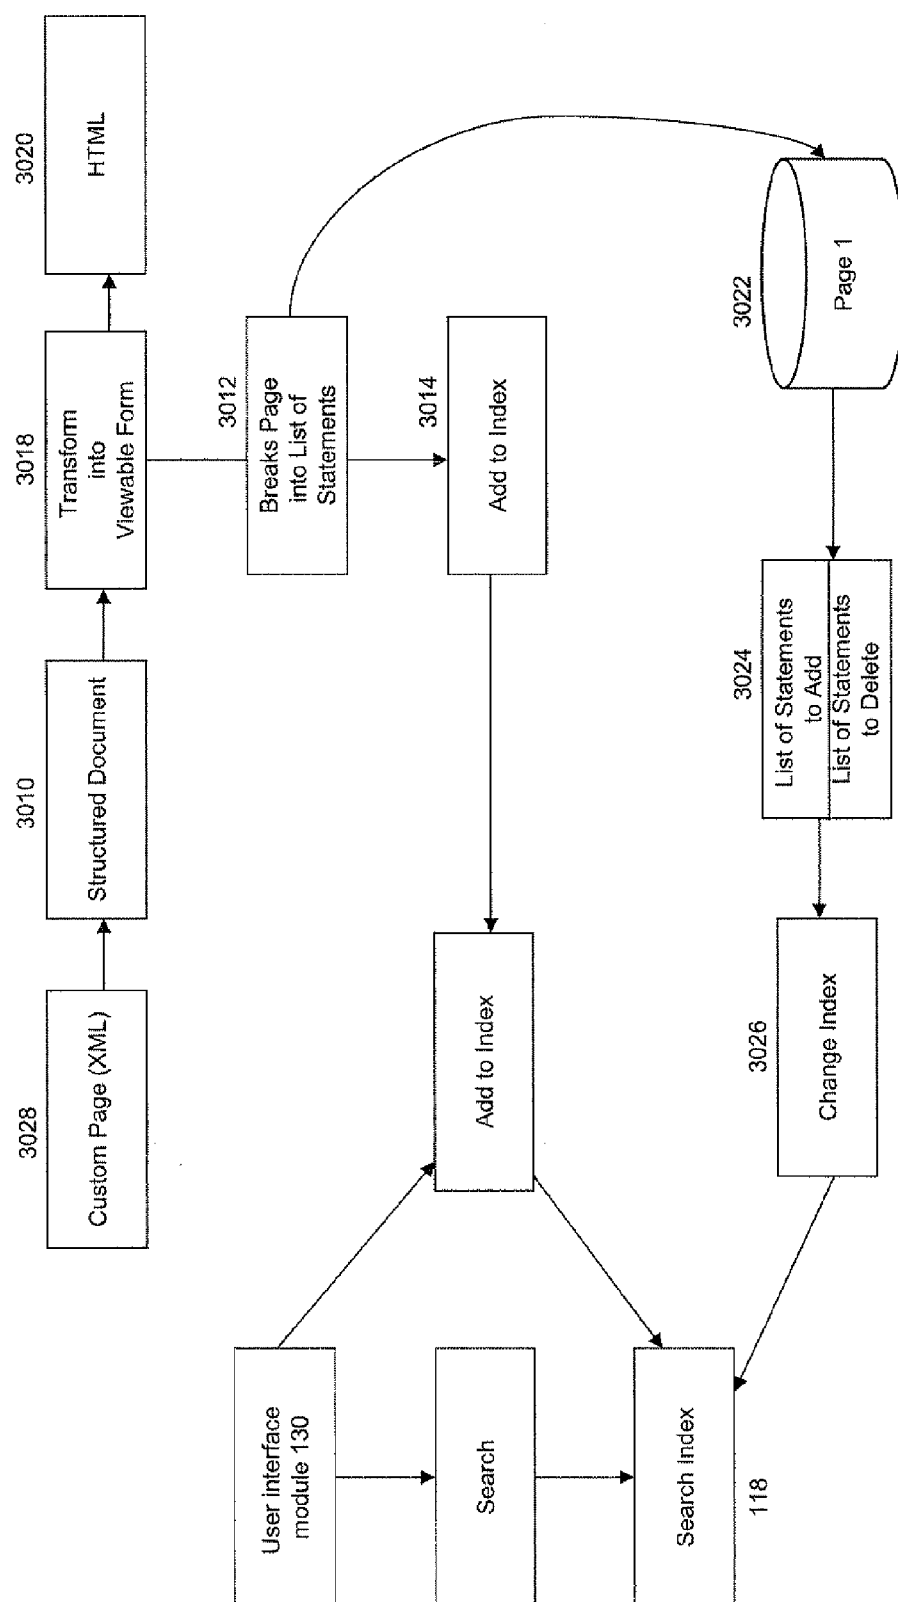 3028
Custom Page (XML)
3010
Structured Document
3018
Transform
into
Viewable Form
3020
HTML
User interface
module 130
3012
Breaks Page
into List of
Statements
Search
Add to Index
3014
Add to Index
Search Index
118
3026
Change Index
3024
List of Statements
to Add
List of Statements
to Delete
3022
Page 1